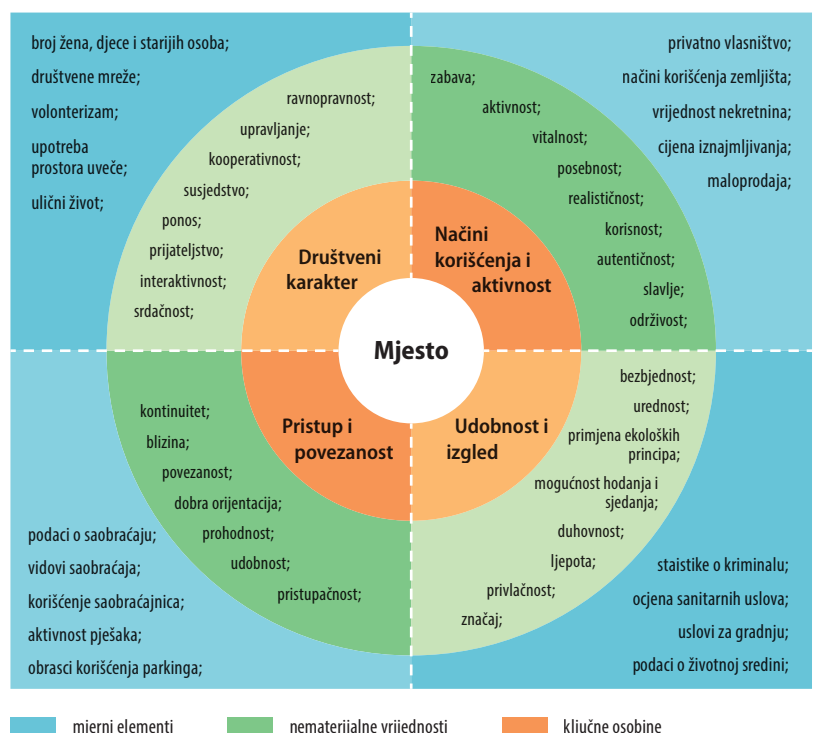 broj žena, djece i starijih osoba;
društvene mreže;
volonterizam;
upotreba
prostora uveče;
ulični život;
ravnopravnost;
upravljanje;
kooperativnost;
susjedstvo;
ponos;
prijateljstvo;
interaktivnost;
srdačnost;
Društveni
karakter
zabava;
aktivnost;
vitalnost;
posebnost;
realističnost;
korisnost;
autentičnost;
slavlje;
održivost;
Načini
korišćenja i
aktivnost
privatno vlasništvo;
načini korišćenja zemljišta;
vrijednost nekretnina;
cijena iznajmljivanja;
maloprodaja;
Mjesto
Pristup i
povezanost
kontinuitet;
blizina;
povezanost;
dobra orijentacija;
prohodnost;
udobnost;
pristupačnost;
podaci o saobraćaju;
vidovi saobraćaja;
korišćenje saobraćajnica;
aktivnost pješaka;
obrasci korišćenja parkinga;
Udobnost i
izgled
bezbjednost;
urednost;
primjena ekoloških
principa;
mogućnost hodanja i
sjedanja;
duhovnost;
ljepota;
privlačnost;
značaj;
staistike o kriminalu;
ocjena sanitarnih uslova;
uslovi za gradnju;
podaci o životnoj sredini;
mjerni elementi
nematerijalne vrijednosti
ključne osobine